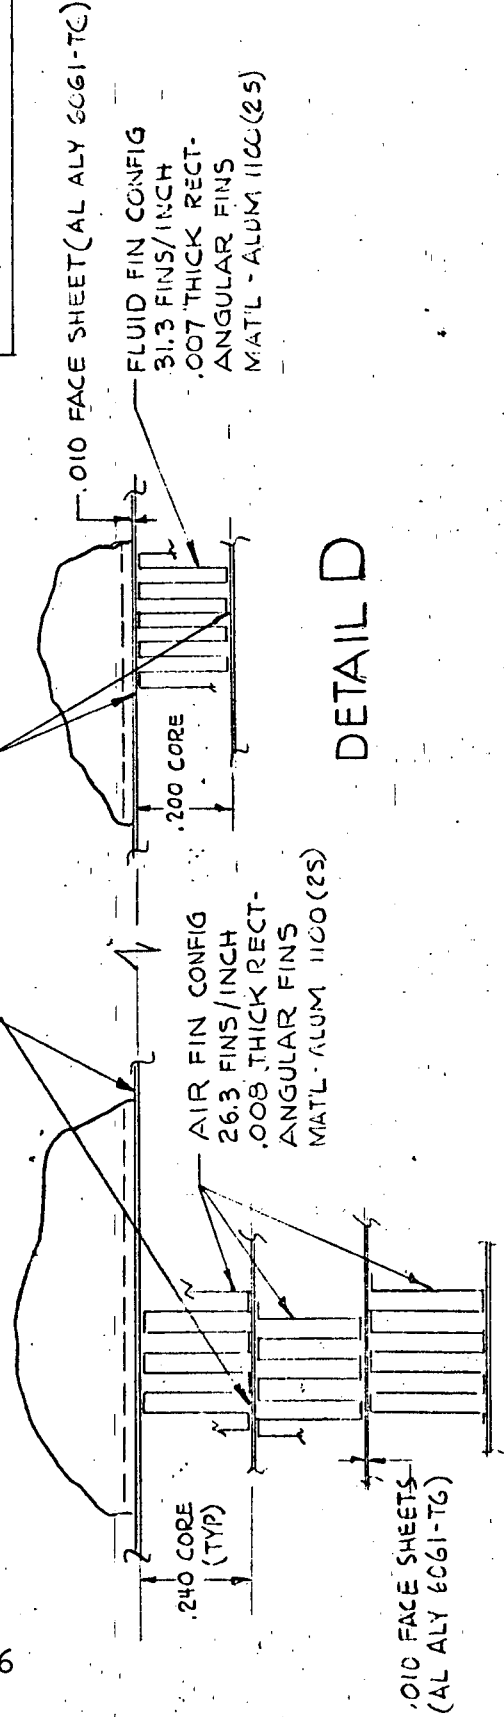 .010 FACE SHEET (AL ALY 6061-T6)
FLUID FIN CONFIG
31.3 FINS/INCH
.007 THICK RECT-
ANGULAR FINS
MAT'L - ALUM 1100 (2S)
.200 CORE
DETAIL D
AIR FIN CONFIG
26.3 FINS/INCH
.008 THICK RECT-
ANGULAR FINS
MAT'L - ALUM 1100 (2S)
.240 CORE
(TYP)
.010 FACE SHEETS
(AL ALY 6061-T6)
6